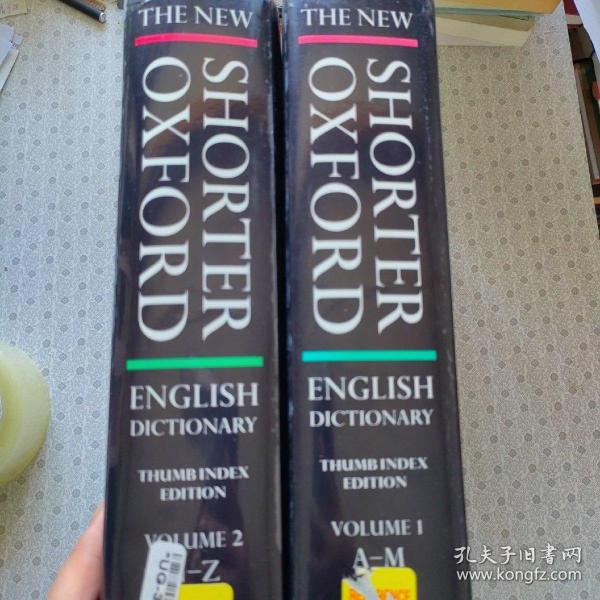 THE NEW
SHORTER
OXFORD
ENGLISH
DICTIONARY
THUMB INDEX
EDITION
VOLUME 2
-Z
THE NEW
SHORTER
OXFORD
ENGLISH
DICTIONARY
THUMB INDEX
EDITION
VOLUME 1
A-M
REFERENCE
孔夫子旧书网
www.kongfz.com